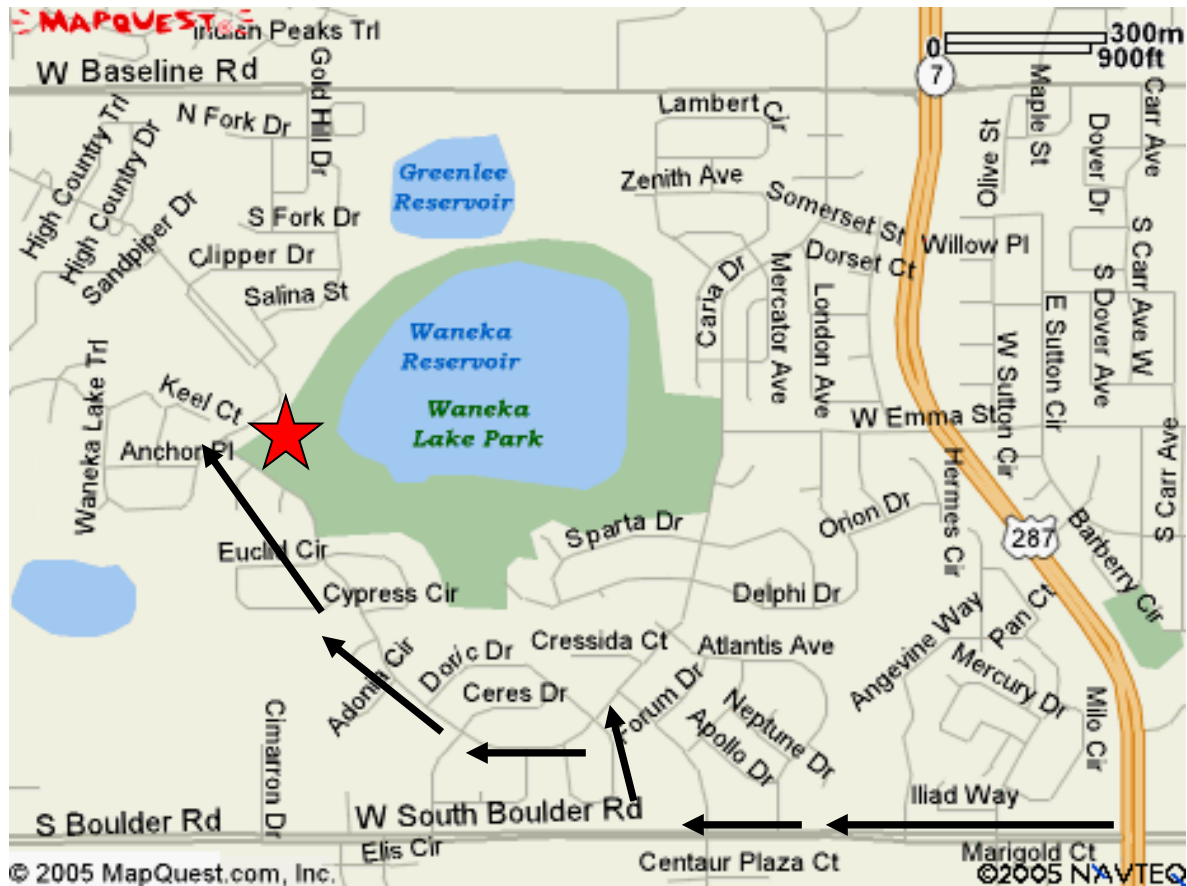 MAPQUEST
Indian Peaks Trl
W Baseline Rd
0
300m
900ft
7
N Fork Dr
Gold Hill Dr
High Country Trl
High Country Dr
Sandpiper Dr
S Fork Dr
Clipper Dr
Salina St
Greenlee
Reservoir
Lambert Cir
Zenith Ave
Somerset St
Dorset Ct
Willow Pl
Olive St
Maple St
Dover Dr
Carr Ave
S Carr Ave W
S Dover Ave
E Sutton Cir
W Sutton Cir
Caria Dr
Mercator Ave
London Ave
Waneka
Reservoir
Waneka
Lake Park
Waneka Lake Trl
Keel Ct
Anchor Pl
W Emma St
Hermes Cir
S Carr Ave
Barberry Cir
287
Orion Dr
Sparta Dr
Delphi Dr
Euclid Cir
Cypress Cir
Adonia Cir
Doric Dr
Ceres Dr
Cressida Ct
Atlantis Ave
Forum Dr
Neptune Dr
Apollo Dr
Angevine Way
Pan Ct
Mercury Dr
Milo Cir
Iliad Way
Cimarron Dr
S Boulder Rd
W South Boulder Rd
Elis Cir
Centaur Plaza Ct
Marigold Ct
© 2005 MapQuest.com, Inc.
©2005 NAVTEQ